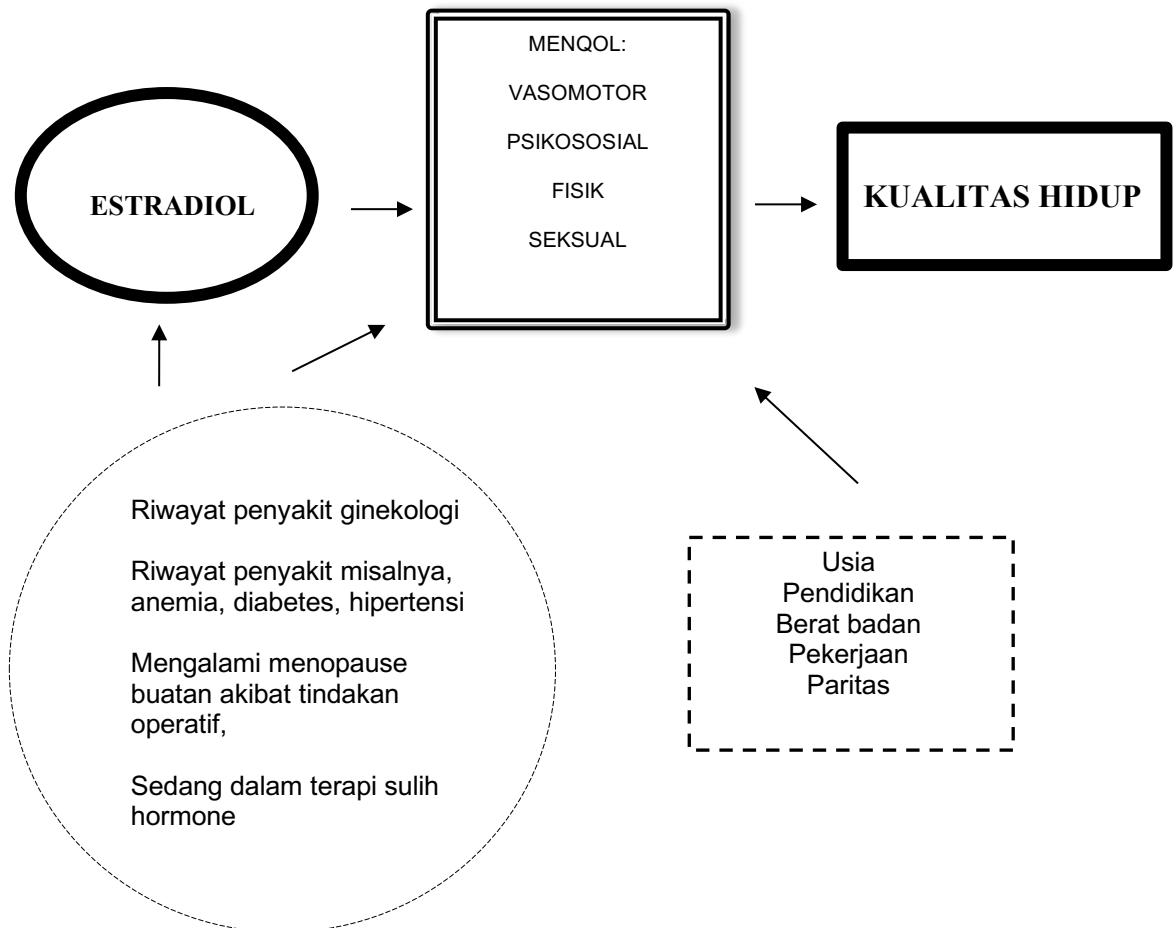 MENQOL:
VASOMOTOR
PSIKOSOSIAL
FISIK
SEKSUAL
ESTRADIOL
KUALITAS HIDUP
Riwayat penyakit ginekologi
Riwayat penyakit misalnya,
anemia, diabetes, hipertensi
Mengalami menopause
buatan akibat tindakan
operatif,
Sedang dalam terapi sulih
hormone
Usia
Pendidikan
Berat badan
Pekerjaan
Paritas